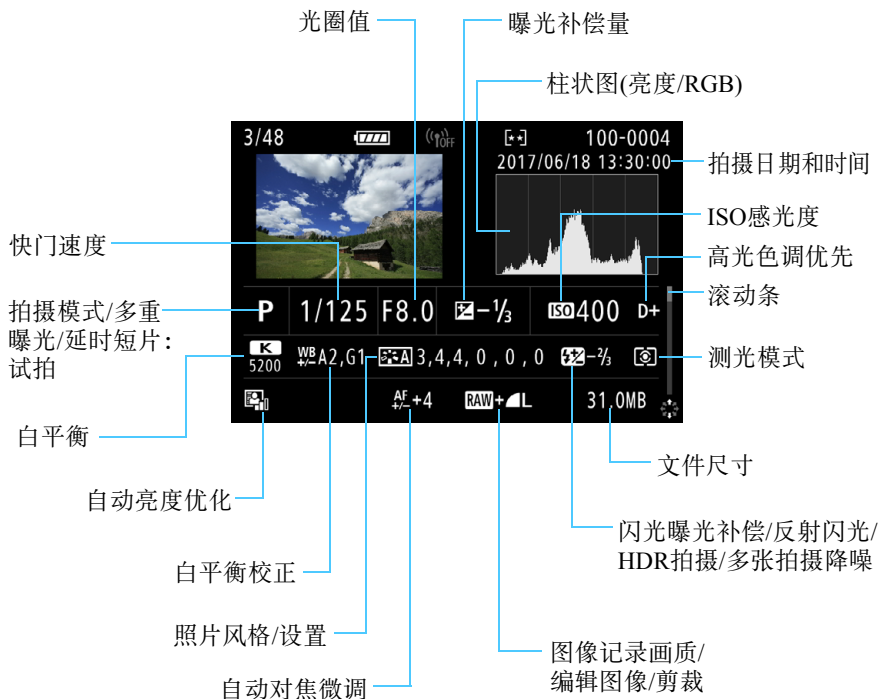 光圈值
曝光补偿量
柱状图(亮度/RGB)
3/48
OFF
100-0004
2017/06/18 13:30:00
拍摄日期和时间
ISO感光度
快门速度
高光色调优先
滚动条
P 1/125 F8.0 -1/3 ISO 400 D+
拍摄模式/多重
曝光/延时短片：
试拍
K
5200
WB
+/- A2,G1
A 3,4,4,0,0,0
-2/3
测光模式
AF
+/- +4
RAW+L
31.0MB
白平衡
文件尺寸
自动亮度优化
闪光曝光补偿/反射闪光/
HDR拍摄/多张拍摄降噪
白平衡校正
照片风格/设置
图像记录画质/
编辑图像/剪裁
自动对焦微调